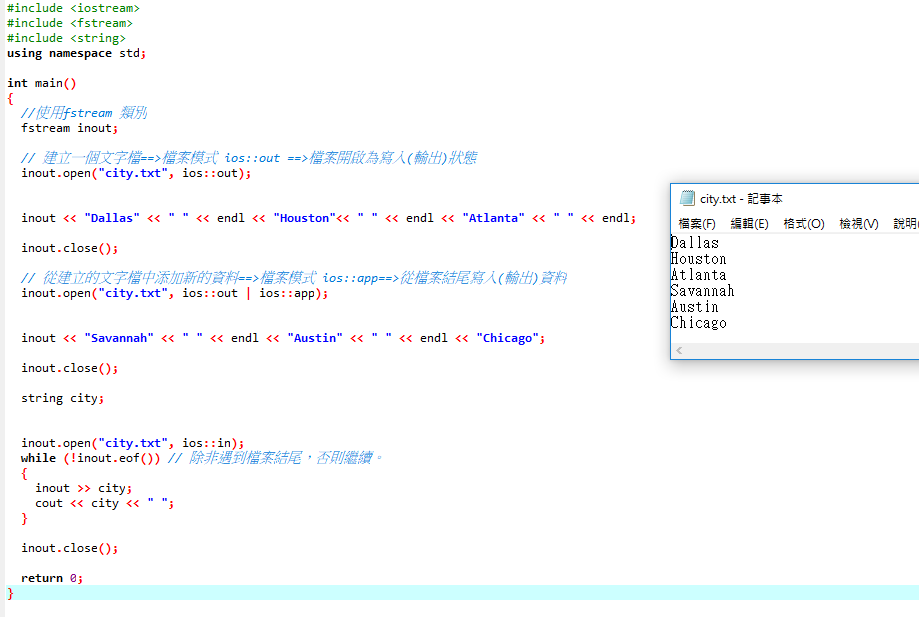 #include <iostream>
#include <fstream>
#include <string>
using namespace std;
int main()
{
//使用fstream 類別
fstream inout;
// 建立一個文字檔==>檔案模式 ios::out ==>檔案開啟為寫入(輸出)狀態
inout.open("city.txt", ios::out);
inout << "Dallas" << " " << endl << "Houston"<< " " << endl << "Atlanta" << " " << endl;
inout.close();
// 從建立的文字檔中添加新的資料==>檔案模式 ios::app==>從檔案結尾寫入(輸出)資料
inout.open("city.txt", ios::out | ios::app);
inout << "Savannah" << " " << endl << "Austin" << " " << endl << "Chicago";
inout.close();
string city;
inout.open("city.txt", ios::in);
while (!inout.eof()) // 除非遇到檔案結尾，否則繼續。
{
inout >> city;
cout << city << " ";
}
inout.close();
return 0;
}
city.txt - 記事本
檔案(F) 編輯(E) 格式(O) 檢視(V) 說明(
Dallas
Houston
Atlanta
Savannah
Austin
Chicago